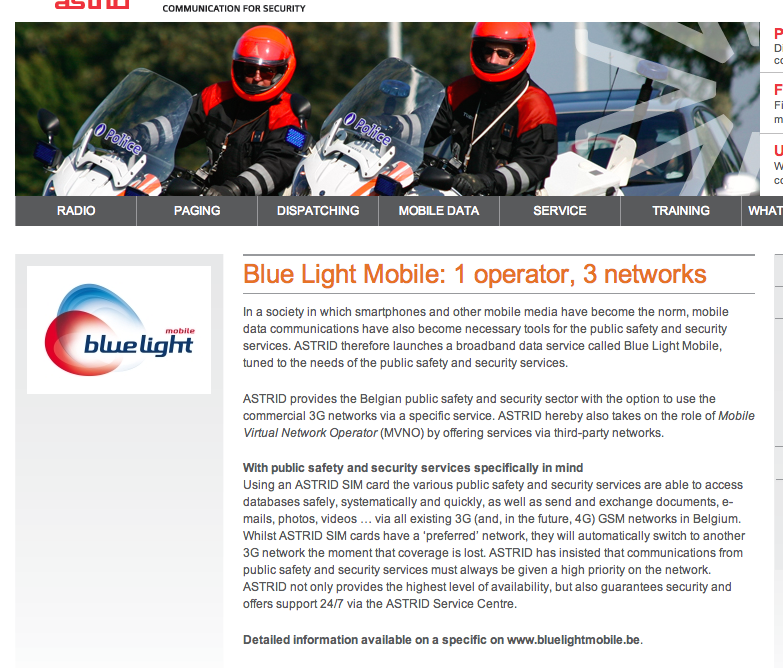 astrid
COMMUNICATION FOR SECURITY
Police
Police
RADIO PAGING DISPATCHING MOBILE DATA SERVICE TRAINING WHAT
mobile
blue light
Blue Light Mobile: 1 operator, 3 networks
In a society in which smartphones and other mobile media have become the norm, mobile
data communications have also become necessary tools for the public safety and security
services. ASTRID therefore launches a broadband data service called Blue Light Mobile,
tuned to the needs of the public safety and security services.
ASTRID provides the Belgian public safety and security sector with the option to use the
commercial 3G networks via a specific service. ASTRID hereby also takes on the role of Mobile
Virtual Network Operator (MVNO) by offering services via third-party networks.
With public safety and security services specifically in mind
Using an ASTRID SIM card the various public safety and security services are able to access
databases safely, systematically and quickly, as well as send and exchange documents, e-
mails, photos, videos … via all existing 3G (and, in the future, 4G) GSM networks in Belgium.
Whilst ASTRID SIM cards have a ‘preferred’ network, they will automatically switch to another
3G network the moment that coverage is lost. ASTRID has insisted that communications from
public safety and security services must always be given a high priority on the network.
ASTRID not only provides the highest level of availability, but also guarantees security and
offers support 24/7 via the ASTRID Service Centre.
Detailed information available on a specific on www.bluelightmobile.be.